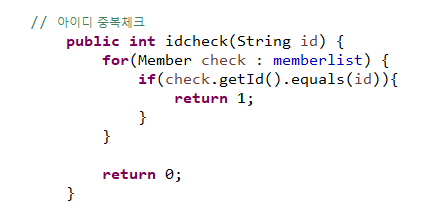 // 아이디 중복체크
public int idcheck(String id) {
for(Member check : memberlist) {
if(check.getId().equals(id)){
return 1;
}
}
return 0;
}